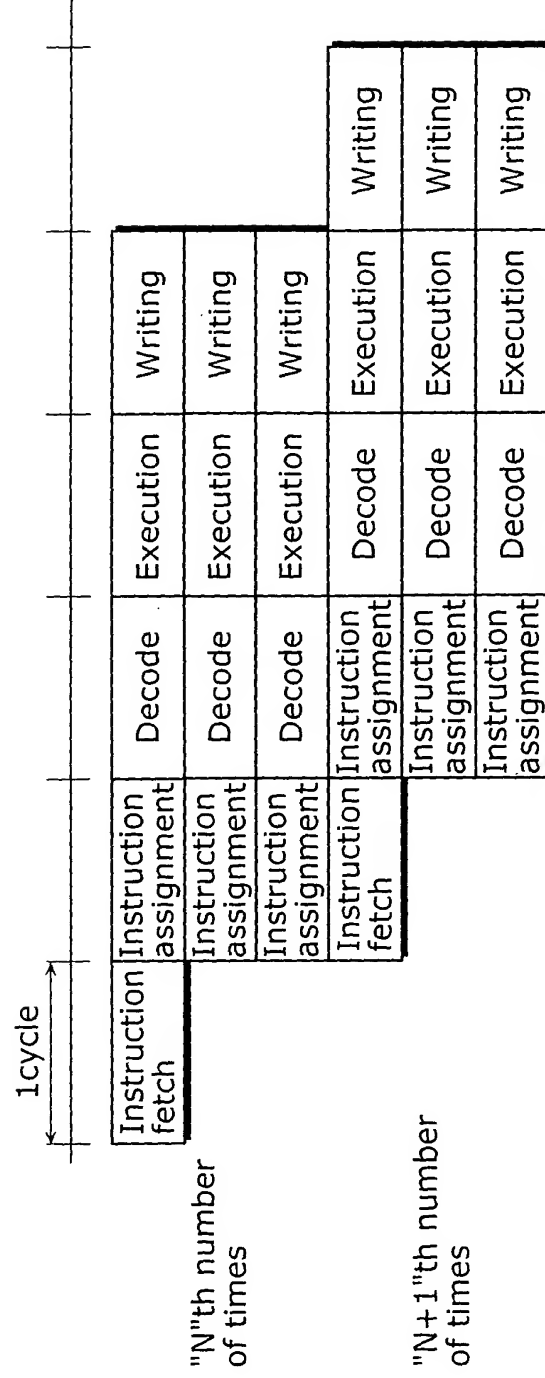 1cycle
"N"th number
of times
Instruction
fetch
Instruction
assignment
Decode
Execution
Writing
Instruction
assignment
Decode
Execution
Writing
Instruction
assignment
Decode
Execution
Writing
"N+1"th number
of times
Instruction
fetch
Instruction
assignment
Decode
Execution
Writing
Instruction
assignment
Decode
Execution
Writing
Instruction
assignment
Decode
Execution
Writing